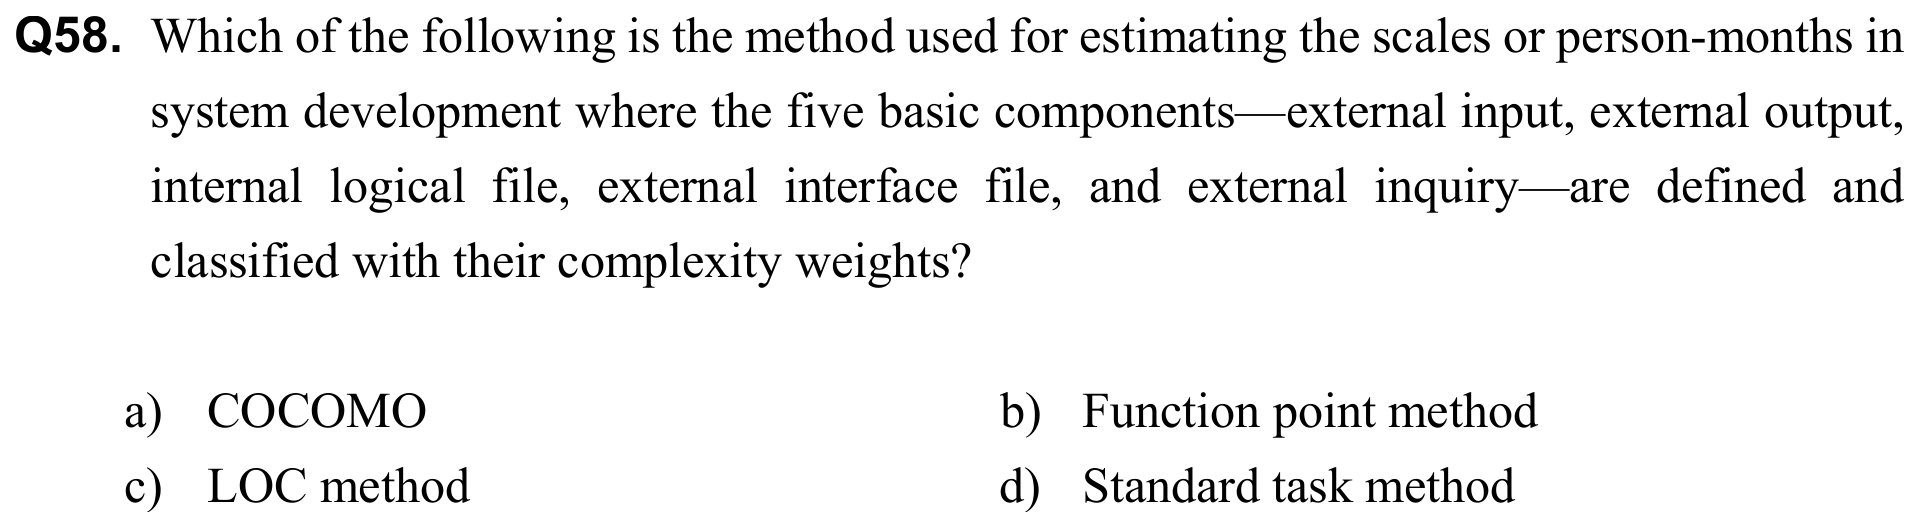 Q58. Which of the following is the method used for estimating the scales or person-months in
system development where the five basic components—external input, external output,
internal logical file, external interface file, and external inquiry—are defined and
classified with their complexity weights?
a) COCOMO b) Function point method
c) LOC method d) Standard task method